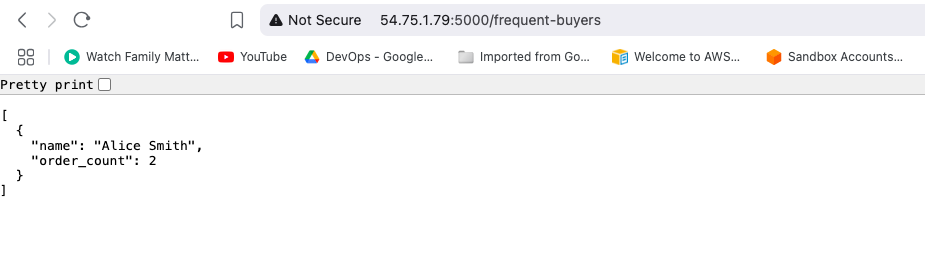 Not Secure 54.75.1.79:5000/frequent-buyers
Watch Family Matt... YouTube DevOps - Google... Imported from Go... Welcome to AWS... Sandbox Accounts...
Pretty print
[
  {
    "name": "Alice Smith",
    "order_count": 2
  }
]